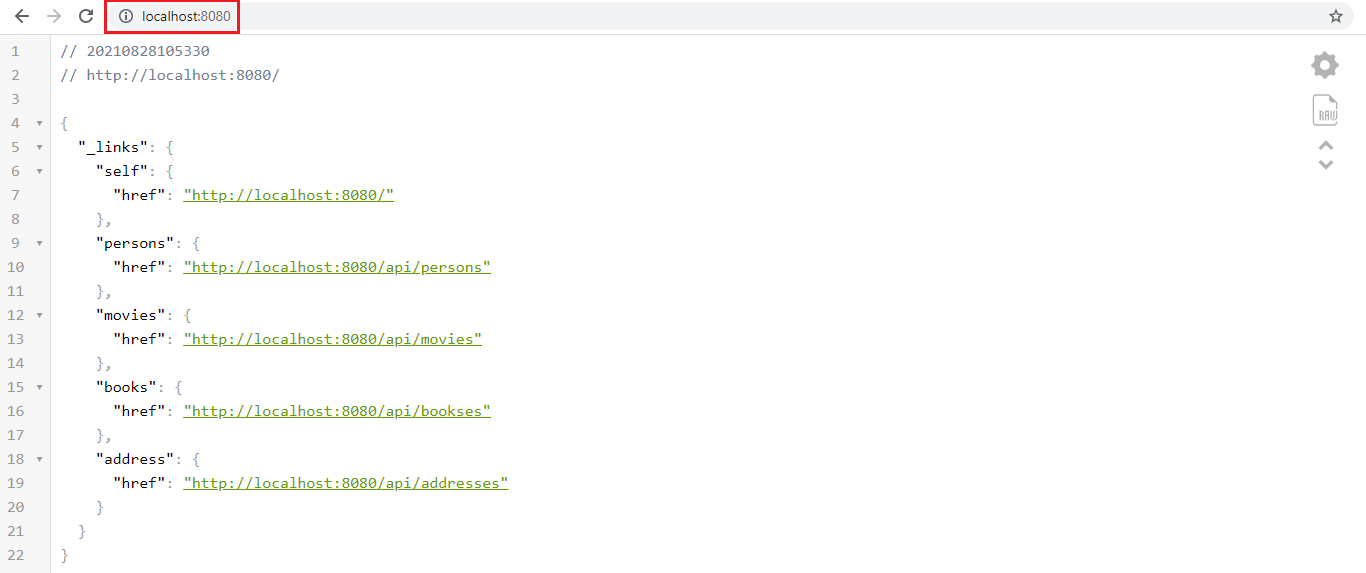 localhost:8080
1 // 20210828105330
2 // http://localhost:8080/
3
4 {
5   "_links": {
6     "self": {
7       "href": "http://localhost:8080/"
8     },
9     "persons": {
10       "href": "http://localhost:8080/api/persons"
11     },
12     "movies": {
13       "href": "http://localhost:8080/api/movies"
14     },
15     "books": {
16       "href": "http://localhost:8080/api/bookses"
17     },
18     "address": {
19       "href": "http://localhost:8080/api/addresses"
20     }
21   }
22 }
RAW